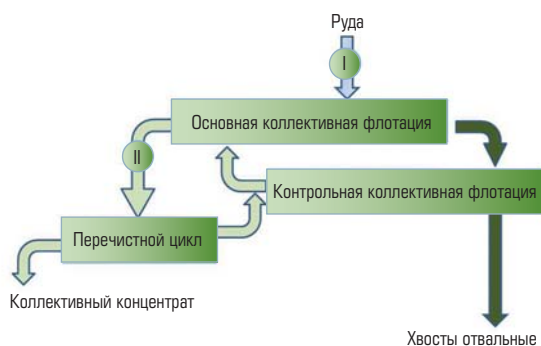 Руда
I
Основная коллективная флотация
II
Контрольная коллективная флотация
Перечистной цикл
Коллективный концентрат
Хвосты отвальные